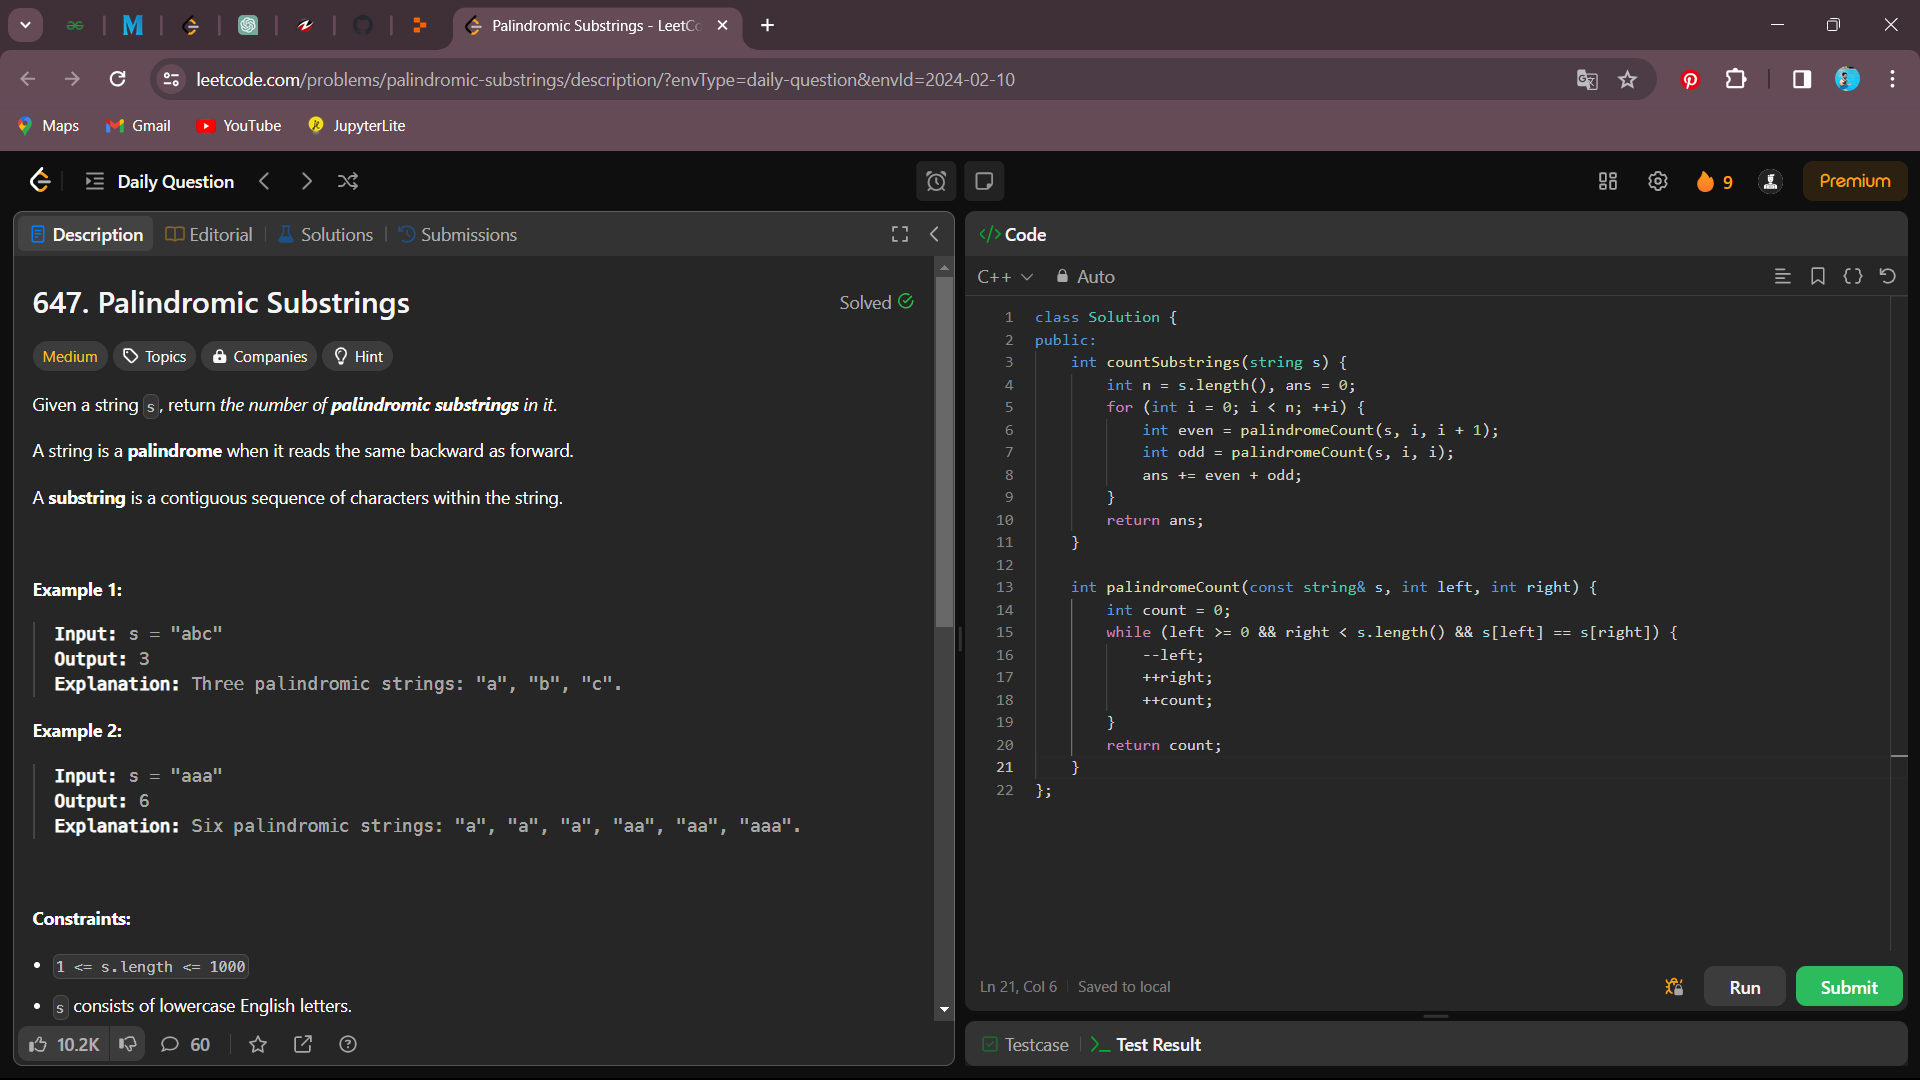 Palindromic Substrings - LeetCo
leetcode.com/problems/palindromic-substrings/description/?envType=daily-question&envId=2024-02-10
Maps Gmail YouTube JupyterLite
Daily Question 9 Premium
Description Editorial Solutions Submissions
647. Palindromic Substrings
Solved
Medium Topics Companies Hint
Given a string s, return the number of palindromic substrings in it.
A string is a palindrome when it reads the same backward as forward.
A substring is a contiguous sequence of characters within the string.
Example 1:
Input: s = "abc"
Output: 3
Explanation: Three palindromic strings: "a", "b", "c".
Example 2:
Input: s = "aaa"
Output: 6
Explanation: Six palindromic strings: "a", "a", "a", "aa", "aa", "aaa".
Constraints:
• 1 <= s.length <= 1000
• s consists of lowercase English letters.
10.2K 60
</> Code
C++ Auto
1 class Solution {
2 public:
3     int countSubstrings(string s) {
4         int n = s.length(), ans = 0;
5         for (int i = 0; i < n; ++i) {
6             int even = palindromeCount(s, i, i + 1);
7             int odd = palindromeCount(s, i, i);
8             ans += even + odd;
9         }
10         return ans;
11     }
12
13     int palindromeCount(const string& s, int left, int right) {
14         int count = 0;
15         while (left >= 0 && right < s.length() && s[left] == s[right]) {
16             --left;
17             ++right;
18             ++count;
19         }
20         return count;
21     }
22 };
Ln 21, Col 6 Saved to local Run Submit
Testcase >_ Test Result